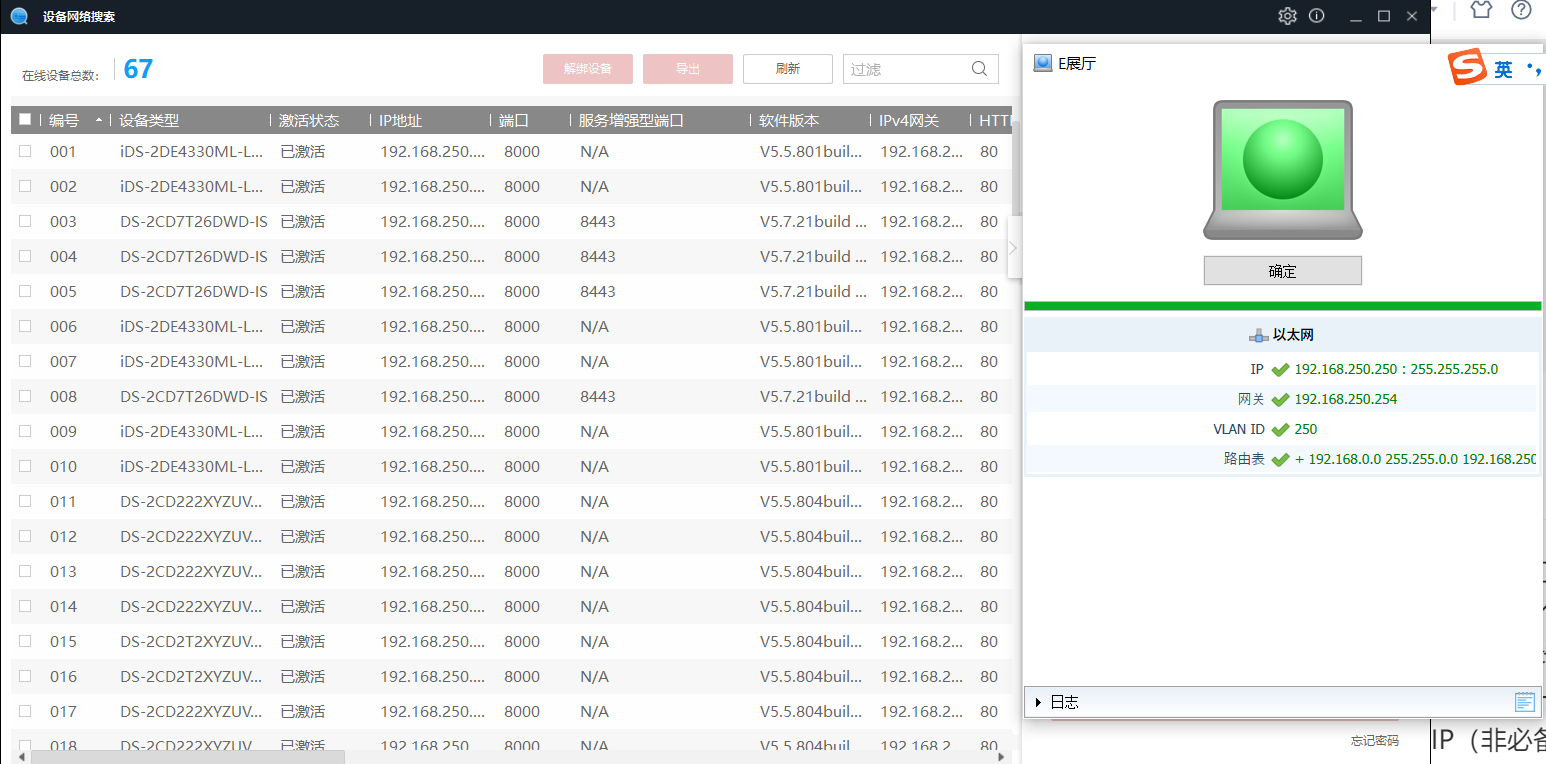 设备网络搜索
在线设备总数: 67
解绑设备 导出 刷新 过滤
编号 设备类型 激活状态 IP地址 端口 服务增强型端口 软件版本 IPv4网关 HTT
001 iDS-2DE4330ML-L... 已激活 192.168.250.... 8000 N/A V5.5.801buil... 192.168.2... 80
002 iDS-2DE4330ML-L... 已激活 192.168.250.... 8000 N/A V5.5.801buil... 192.168.2... 80
003 DS-2CD7T26DWD-IS 已激活 192.168.250.... 8000 8443 V5.7.21build ... 192.168.2... 80
004 DS-2CD7T26DWD-IS 已激活 192.168.250.... 8000 8443 V5.7.21build ... 192.168.2... 80
005 DS-2CD7T26DWD-IS 已激活 192.168.250.... 8000 8443 V5.7.21build ... 192.168.2... 80
006 iDS-2DE4330ML-L... 已激活 192.168.250.... 8000 N/A V5.5.801buil... 192.168.2... 80
007 iDS-2DE4330ML-L... 已激活 192.168.250.... 8000 N/A V5.5.801buil... 192.168.2... 80
008 DS-2CD7T26DWD-IS 已激活 192.168.250.... 8000 8443 V5.7.21build ... 192.168.2... 80
009 iDS-2DE4330ML-L... 已激活 192.168.250.... 8000 N/A V5.5.801buil... 192.168.2... 80
010 iDS-2DE4330ML-L... 已激活 192.168.250.... 8000 N/A V5.5.801buil... 192.168.2... 80
011 DS-2CD222XYZUV... 已激活 192.168.250.... 8000 N/A V5.5.804buil... 192.168.2... 80
012 DS-2CD222XYZUV... 已激活 192.168.250.... 8000 N/A V5.5.804buil... 192.168.2... 80
013 DS-2CD222XYZUV... 已激活 192.168.250.... 8000 N/A V5.5.804buil... 192.168.2... 80
014 DS-2CD222XYZUV... 已激活 192.168.250.... 8000 N/A V5.5.804buil... 192.168.2... 80
015 DS-2CD2T2XYZUV... 已激活 192.168.250.... 8000 N/A V5.5.804buil... 192.168.2... 80
016 DS-2CD2T2XYZUV... 已激活 192.168.250.... 8000 N/A V5.5.804buil... 192.168.2... 80
017 DS-2CD222XYZUV... 已激活 192.168.250.... 8000 N/A V5.5.804buil... 192.168.2... 80
018 DS-2CD222XYZUV... 已激活 192.168.250.... 8000 N/A V5.5.804buil... 192.168.2... 80
E展厅
英
确定
以太网
IP 192.168.250.250 : 255.255.255.0
网关 192.168.250.254
VLAN ID 250
路由表 + 192.168.0.0 255.255.0.0 192.168.250
日志
忘记密码
IP（非必备